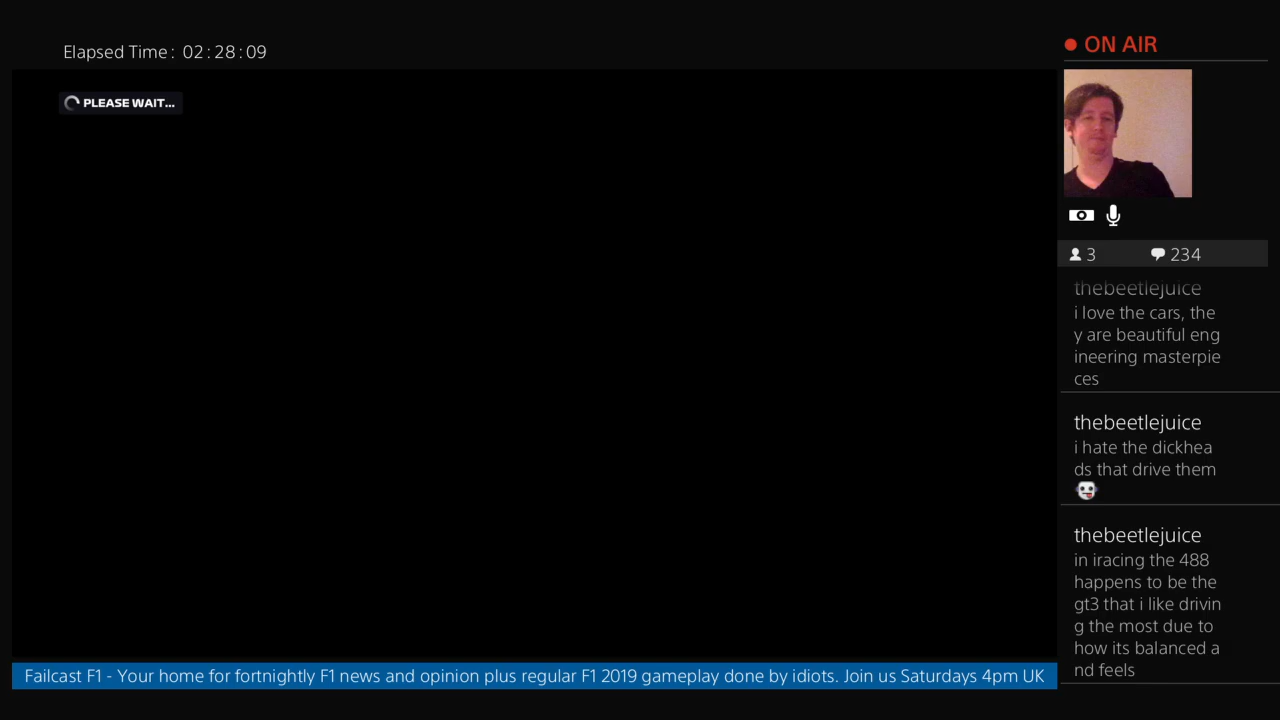 Elapsed Time: 02:28:09
ON AIR
PLEASE WAIT...
3
234
thebeetlejuice
i love the cars, the
y are beautiful eng
ineering masterpie
ces
thebeetlejuice
i hate the dickhea
ds that drive them
thebeetlejuice
in iracing the 488
happens to be the
gt3 that i like drivin
g the most due to
how its balanced a
nd feels
Failcast F1 - Your home for fortnightly F1 news and opinion plus regular F1 2019 gameplay done by idiots. Join us Saturdays 4pm UK